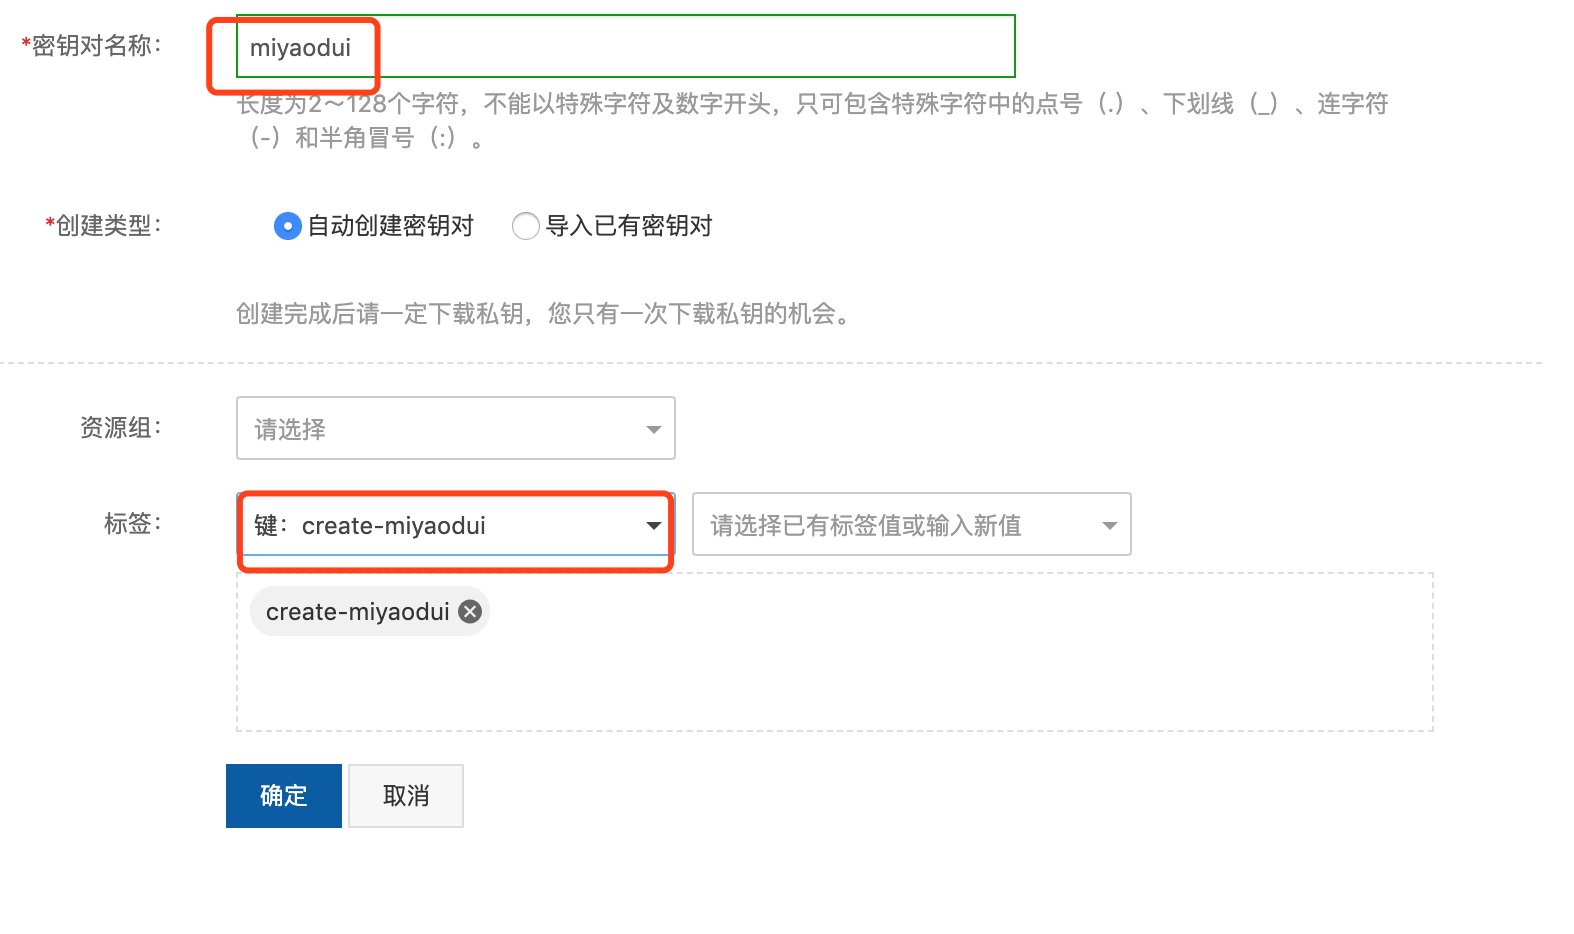 *密钥对名称：
miyaodui
长度为2～128个字符，不能以特殊字符及数字开头，只可包含特殊字符中的点号（.）、下划线（_）、连字符
（-）和半角冒号（:）。
*创建类型：
自动创建密钥对 导入已有密钥对
创建完成后请一定下载私钥，您只有一次下载私钥的机会。
资源组：
请选择
标签：
键：create-miyaodui 请选择已有标签值或输入新值
create-miyaodui
确定 取消